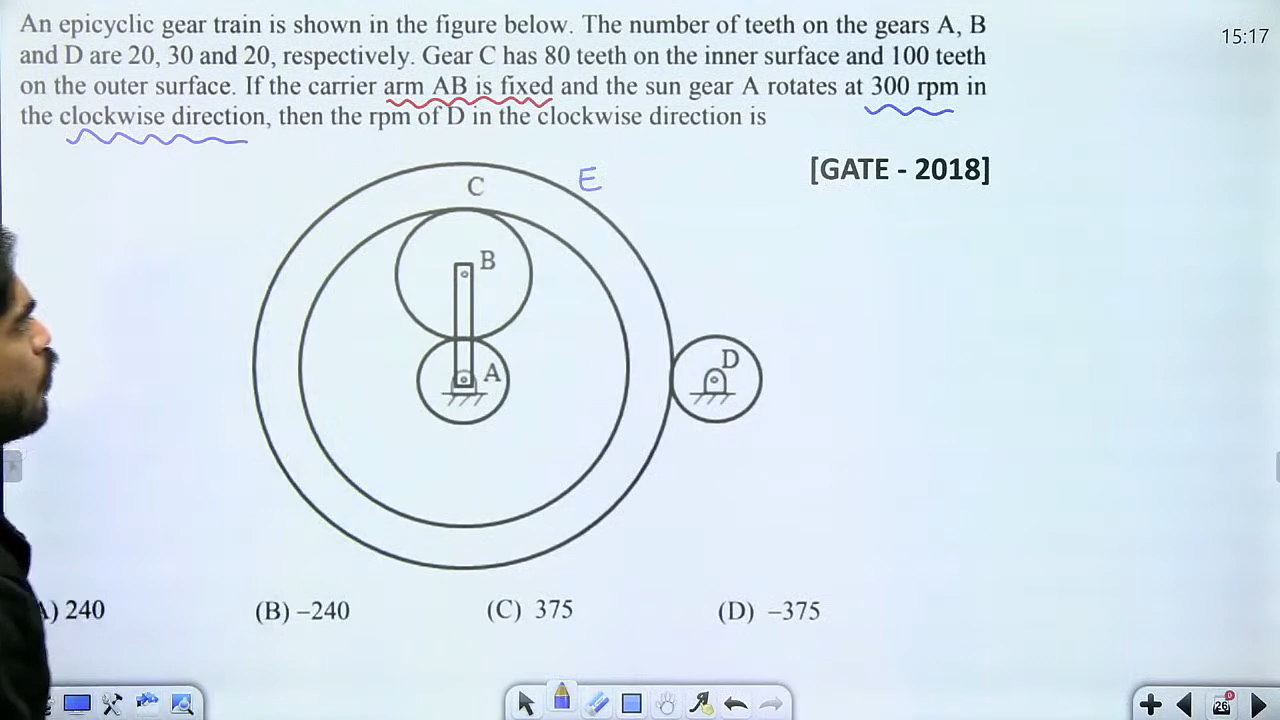 An epicyclic gear train is shown in the figure below. The number of teeth on the gears A, B
15:17
and D are 20, 30 and 20, respectively. Gear C has 80 teeth on the inner surface and 100 teeth
on the outer surface. If the carrier arm AB is fixed and the sun gear A rotates at 300 rpm in
the clockwise direction, then the rpm of D in the clockwise direction is
[GATE - 2018]
C
E
B
D
A
A) 240 (B) –240 (C) 375 (D) –375
26
0